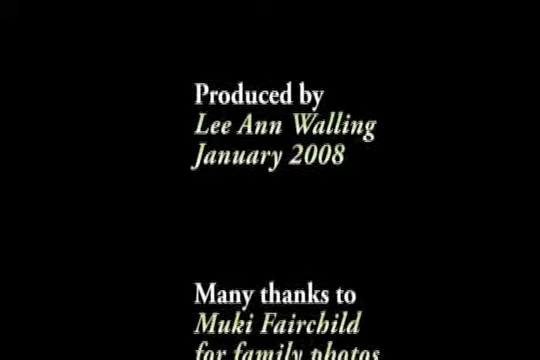 Produced by
Lee Ann Walling
January 2008
Many thanks to
Muki Fairchild
for family photos